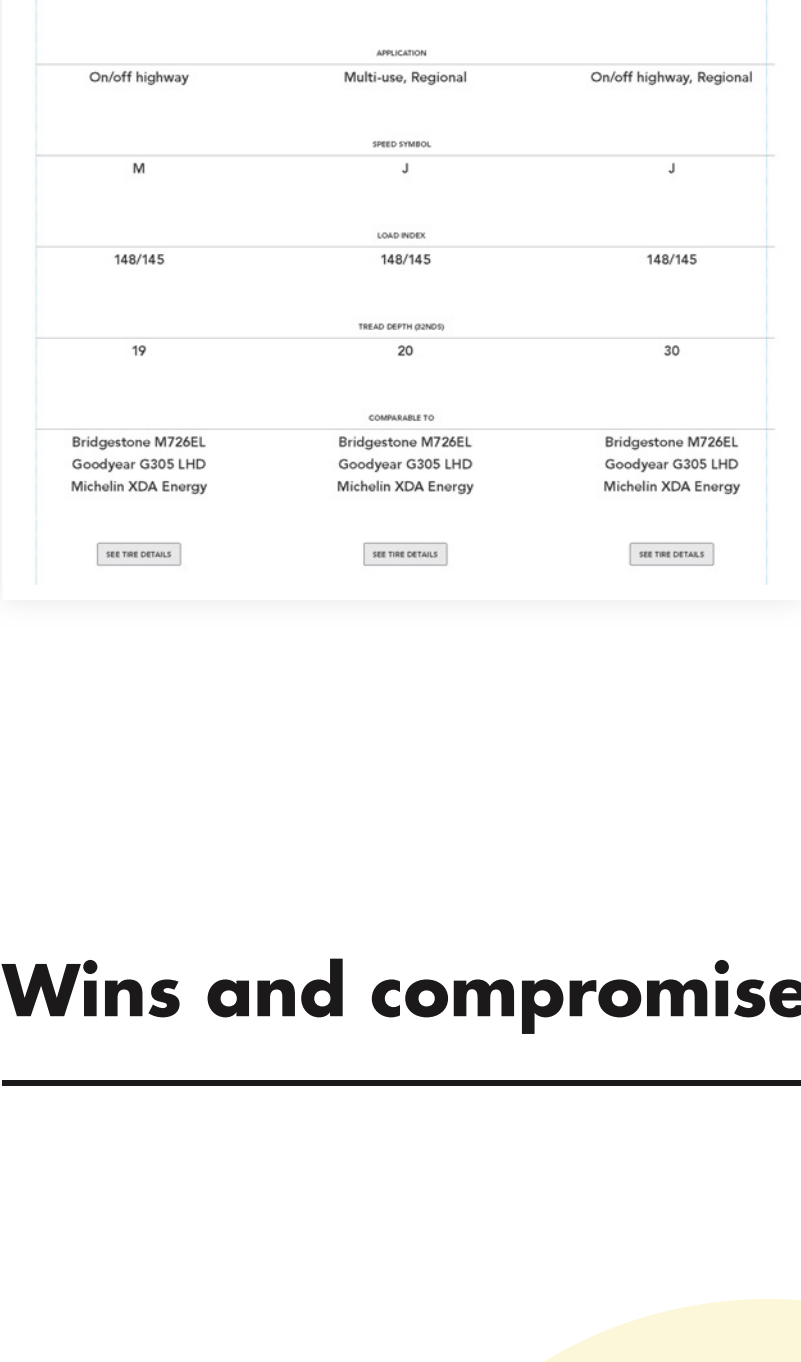 APPLICATION
On/off highway Multi-use, Regional On/off highway, Regional
SPEED SYMBOL
M J J
LOAD INDEX
148/145 148/145 148/145
TREAD DEPTH (32NDS)
19 20 30
COMPARABLE TO
Bridgestone M726EL Bridgestone M726EL Bridgestone M726EL
Goodyear G305 LHD Goodyear G305 LHD Goodyear G305 LHD
Michelin XDA Energy Michelin XDA Energy Michelin XDA Energy
SEE TIRE DETAILS SEE TIRE DETAILS SEE TIRE DETAILS
Wins and compromise